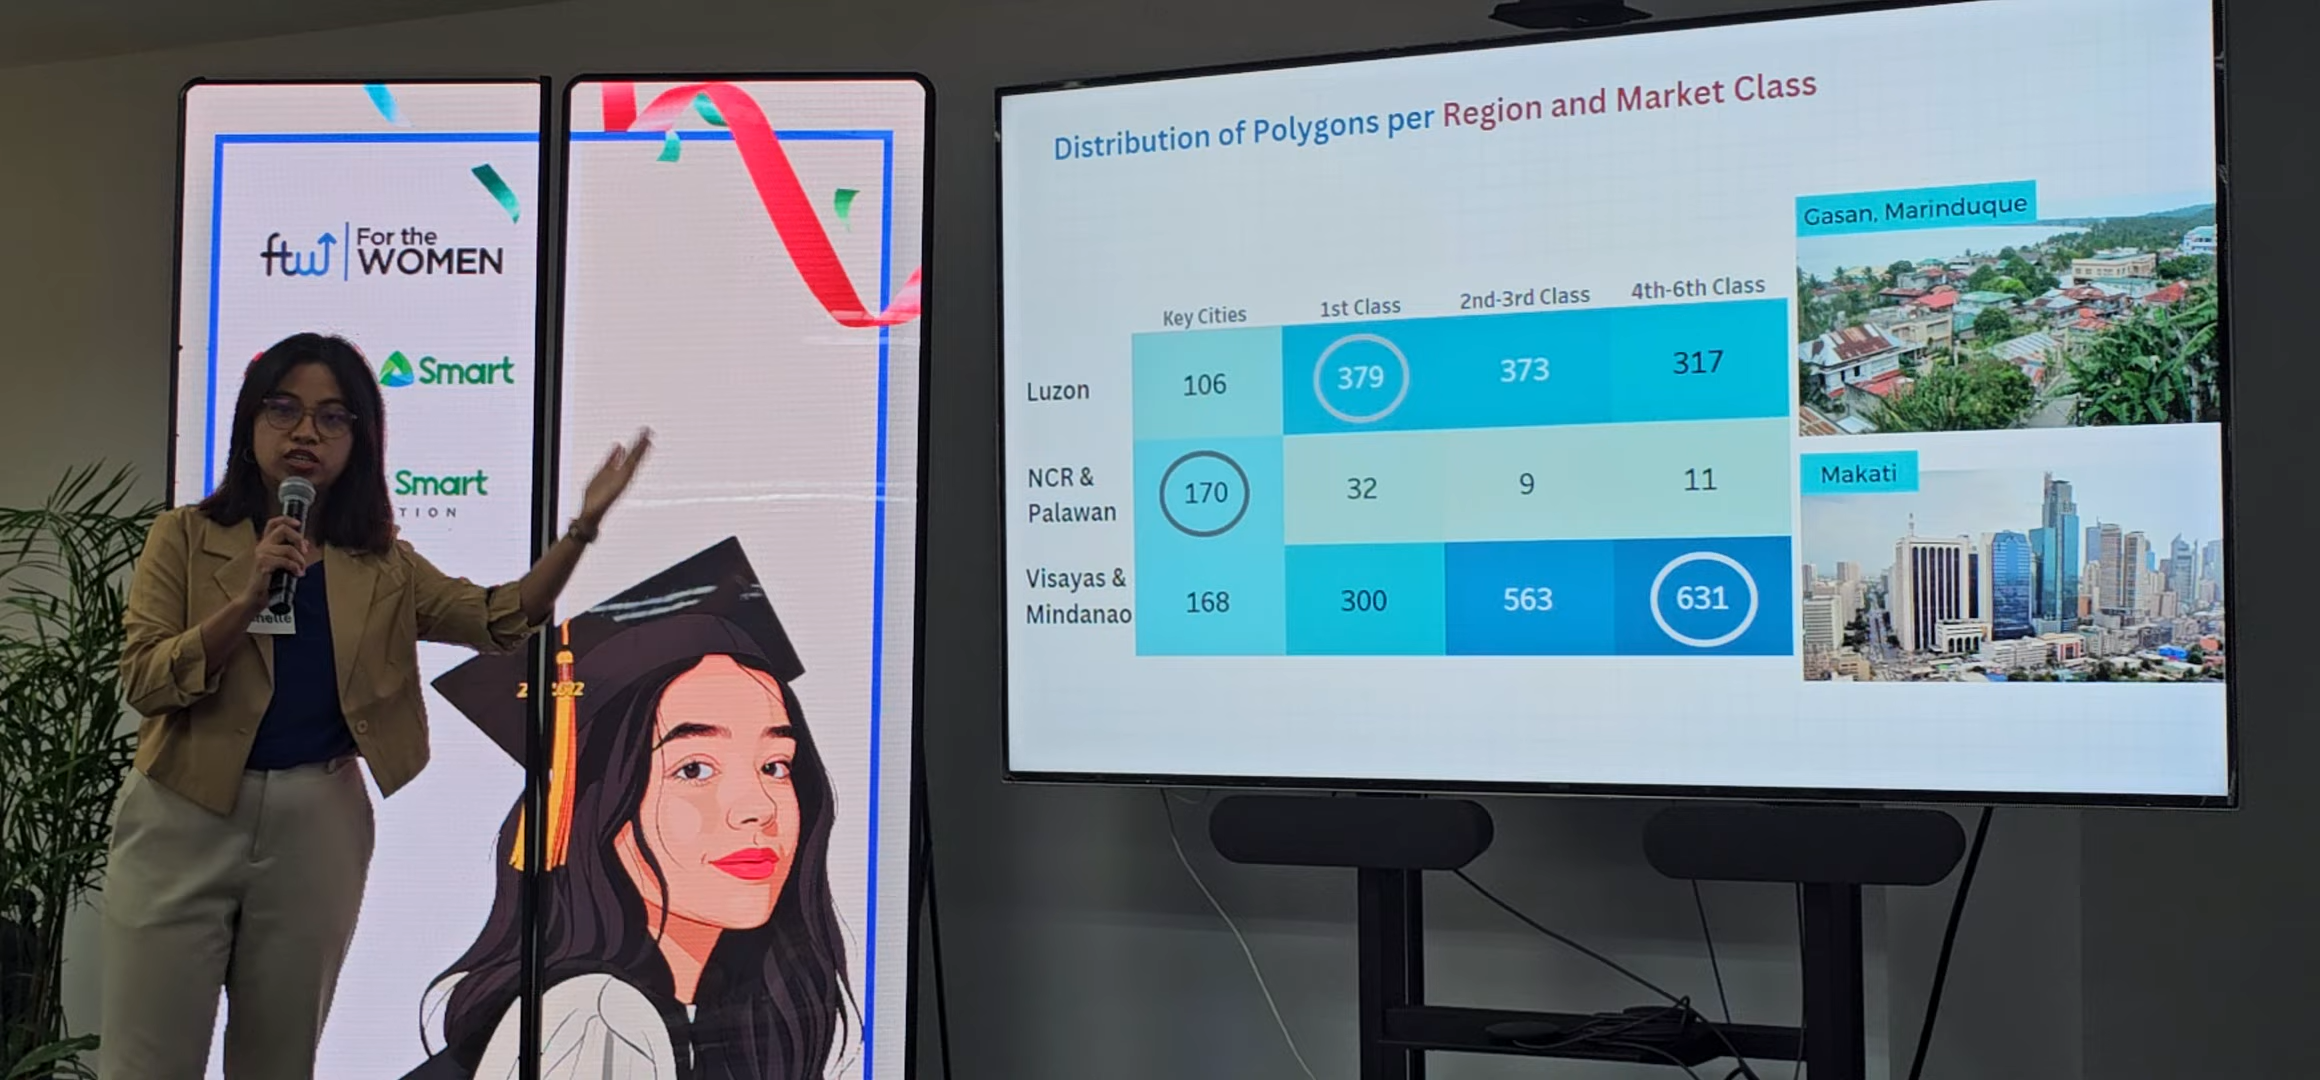 ftw
For the
WOMEN
Smart
Smart
TION
Distribution of Polygons per Region and Market Class
Key Cities 1st Class 2nd-3rd Class 4th-6th Class
Luzon 106 379 373 317
NCR &
Palawan 170 32 9 11
Visayas &
Mindanao 168 300 563 631
Gasan, Marinduque
Makati